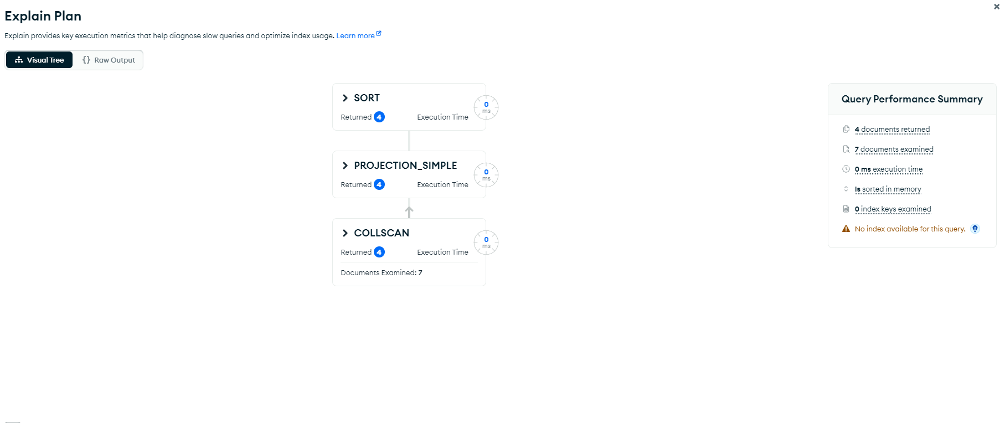 Explain Plan
Explain provides key execution metrics that help diagnose slow queries and optimize index usage. Learn more
Visual Tree
{} Raw Output
SORT
Returned 4 Execution Time 0 ms
PROJECTION_SIMPLE
Returned 4 Execution Time 0 ms
COLLSCAN
Returned 4 Execution Time 0 ms
Documents Examined: 7
Query Performance Summary
4 documents returned
7 documents examined
0 ms execution time
Is sorted in memory
0 index keys examined
No index available for this query.